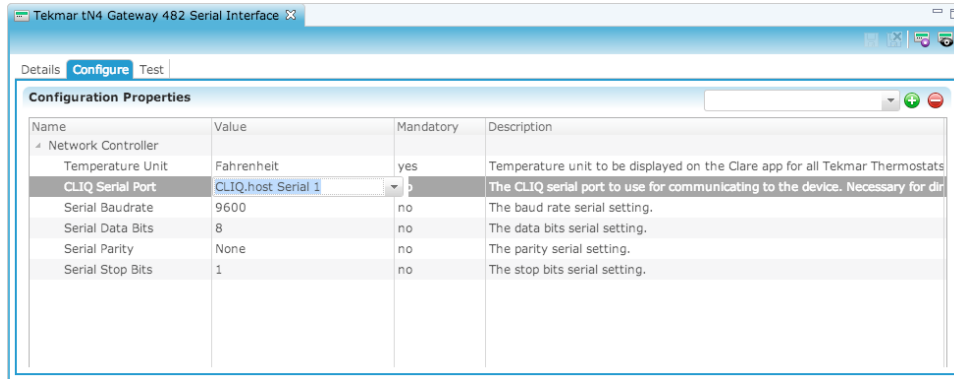 Tekmar tN4 Gateway 482 Serial Interface
Details Configure Test
Configuration Properties
Name Value Mandatory Description
Network Controller
Temperature Unit Fahrenheit yes Temperature unit to be displayed on the Clare app for all Tekmar Thermostats
CLIQ Serial Port CLIQ.host Serial 1 The CLIQ serial port to use for communicating to the device. Necessary for dir
Serial Baudrate 9600 no The baud rate serial setting.
Serial Data Bits 8 no The data bits serial setting.
Serial Parity None no The parity serial setting.
Serial Stop Bits 1 no The stop bits serial setting.